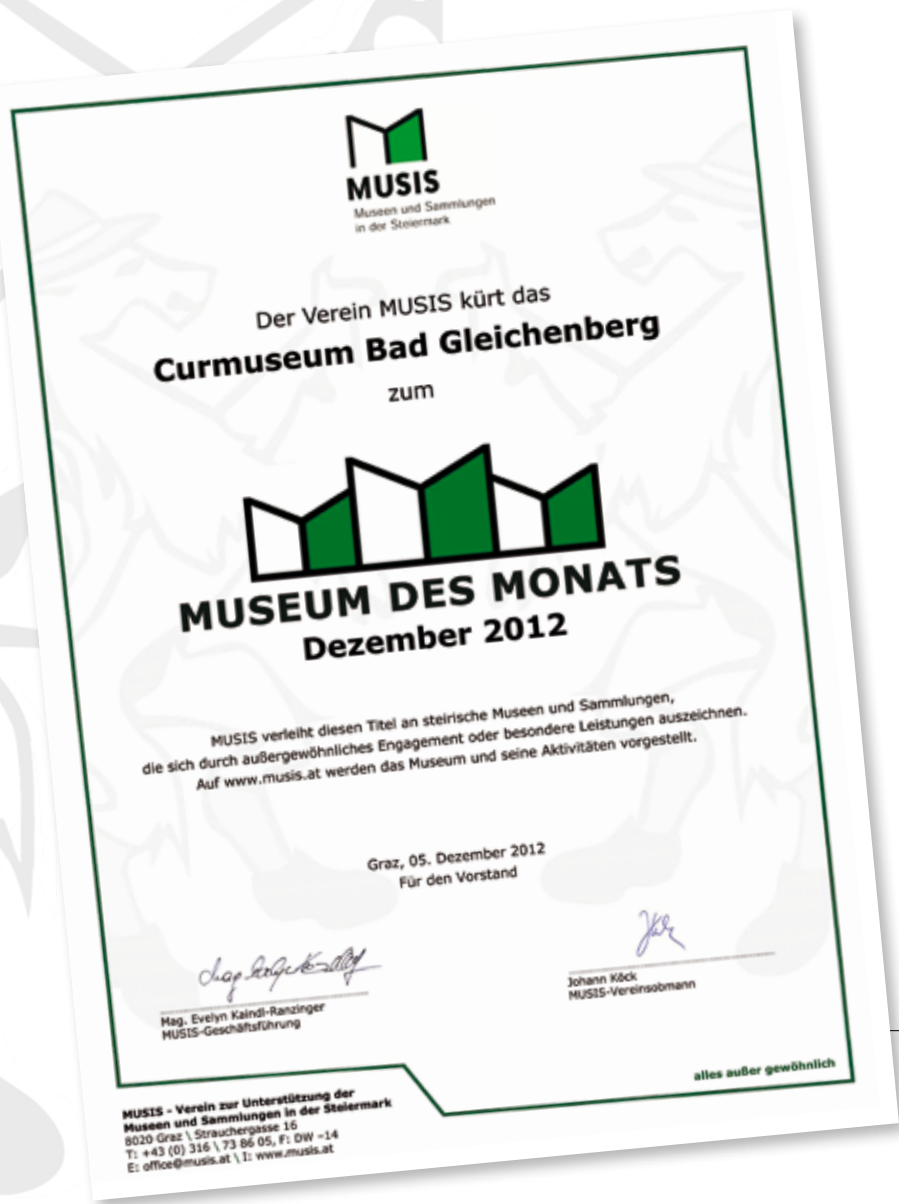 MUSIS
Museen und Sammlungen
in der Steiermark
Der Verein MUSIS kürt das
Curmuseum Bad Gleichenberg
zum
MUSEUM DES MONATS
Dezember 2012
MUSIS verleiht diesen Titel an steirische Museen und Sammlungen,
die sich durch außergewöhnliches Engagement oder besondere Leistungen auszeichnen.
Auf www.musis.at werden das Museum und seine Aktivitäten vorgestellt.
Graz, 05. Dezember 2012
Für den Vorstand
Mag. Evelyn Kaindl-Ranzinger
MUSIS-Geschäftsführung
Johann Köck
MUSIS-Vereinsobmann
alles außer gewöhnlich
MUSIS - Verein zur Unterstützung der
Museen und Sammlungen in der Steiermark
8020 Graz \ Strauchergasse 16
T: +43 (0) 316 \ 73 86 05, F: DW -14
E: office@musis.at \ I: www.musis.at